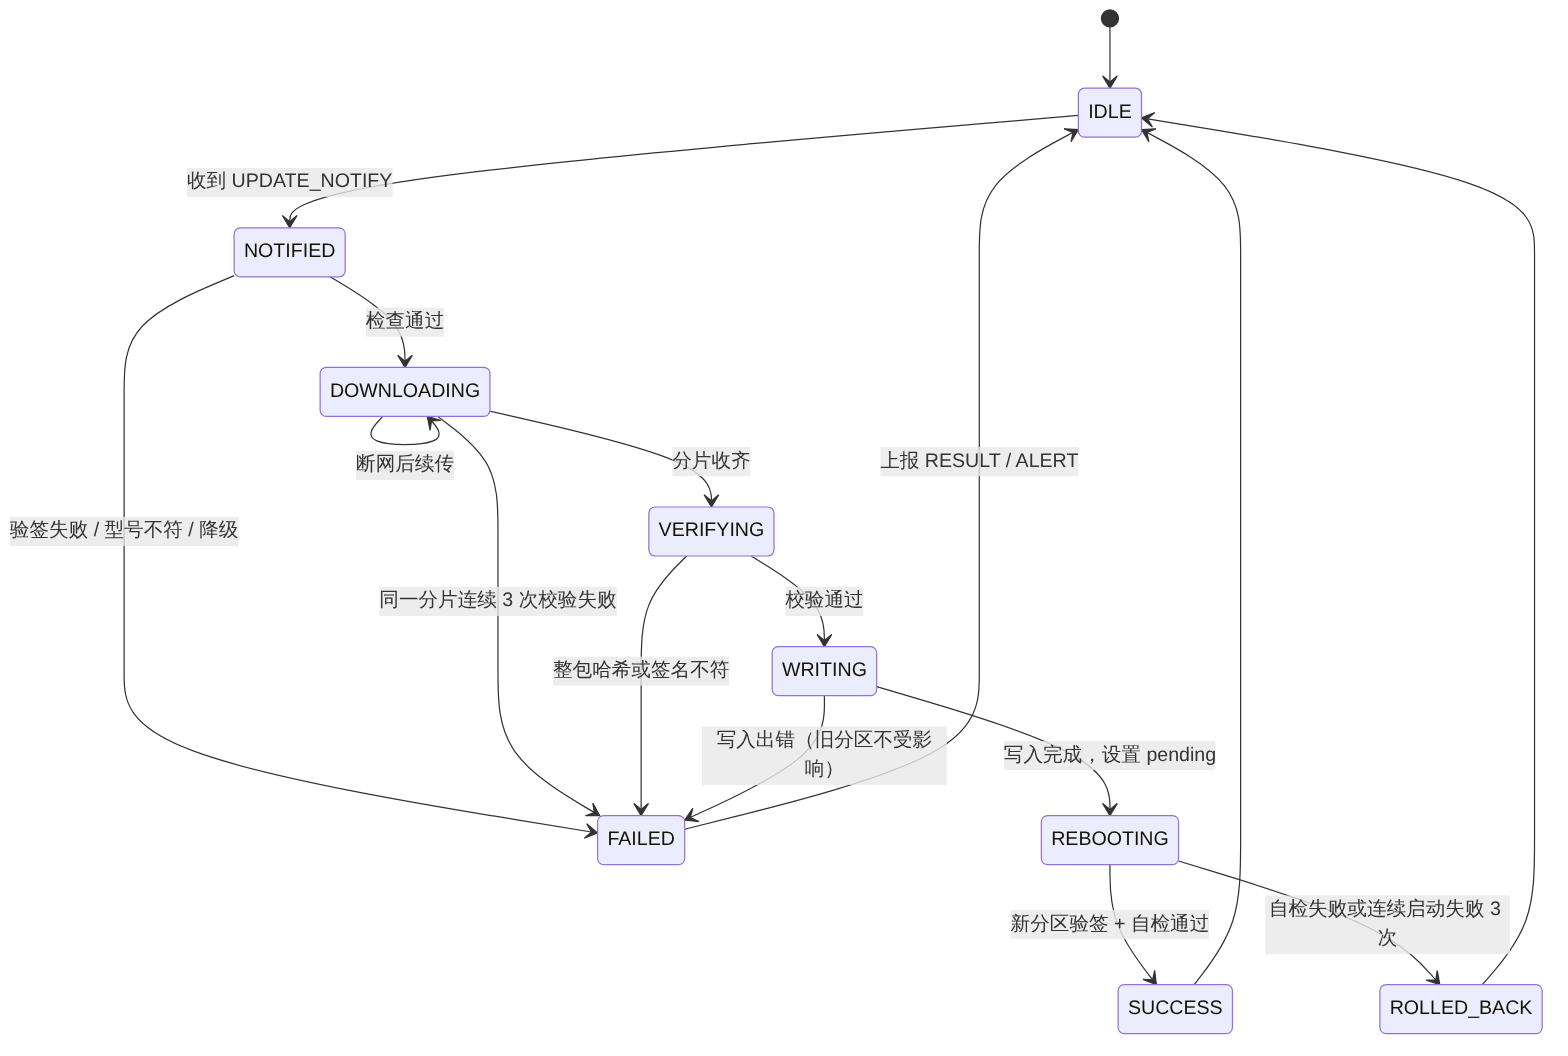 IDLE
收到 UPDATE_NOTIFY
NOTIFIED
检查通过
DOWNLOADING
断网后续传
分片收齐
上报 RESULT / ALERT
验签失败 / 型号不符 / 降级
VERIFYING
同一分片连续 3 次校验失败
校验通过
整包哈希或签名不符
WRITING
写入出错（旧分区不受影
响）
写入完成，设置 pending
FAILED
REBOOTING
新分区验签 + 自检通过
自检失败或连续启动失败 3
次
SUCCESS
ROLLED_BACK